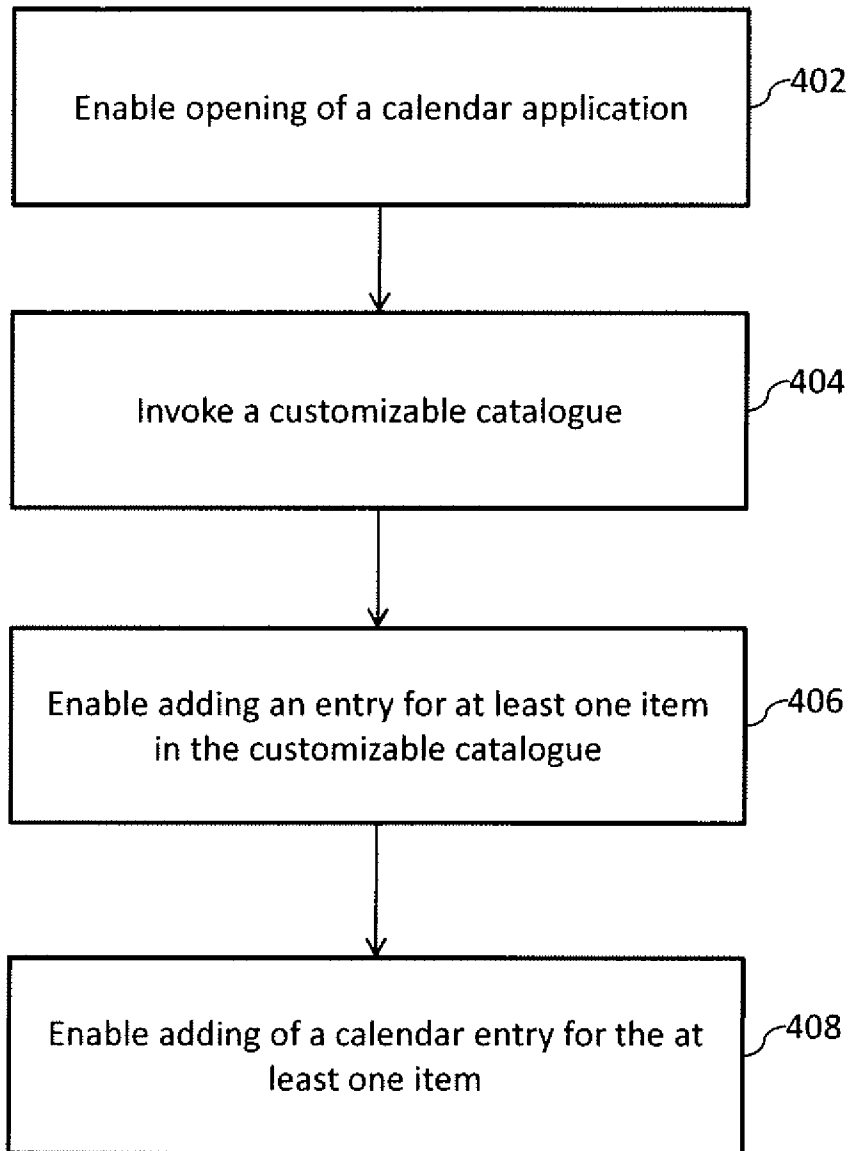 Enable opening of a calendar application
402
Invoke a customizable catalogue
404
Enable adding an entry for at least one item
in the customizable catalogue
406
Enable adding of a calendar entry for the at
least one item
408